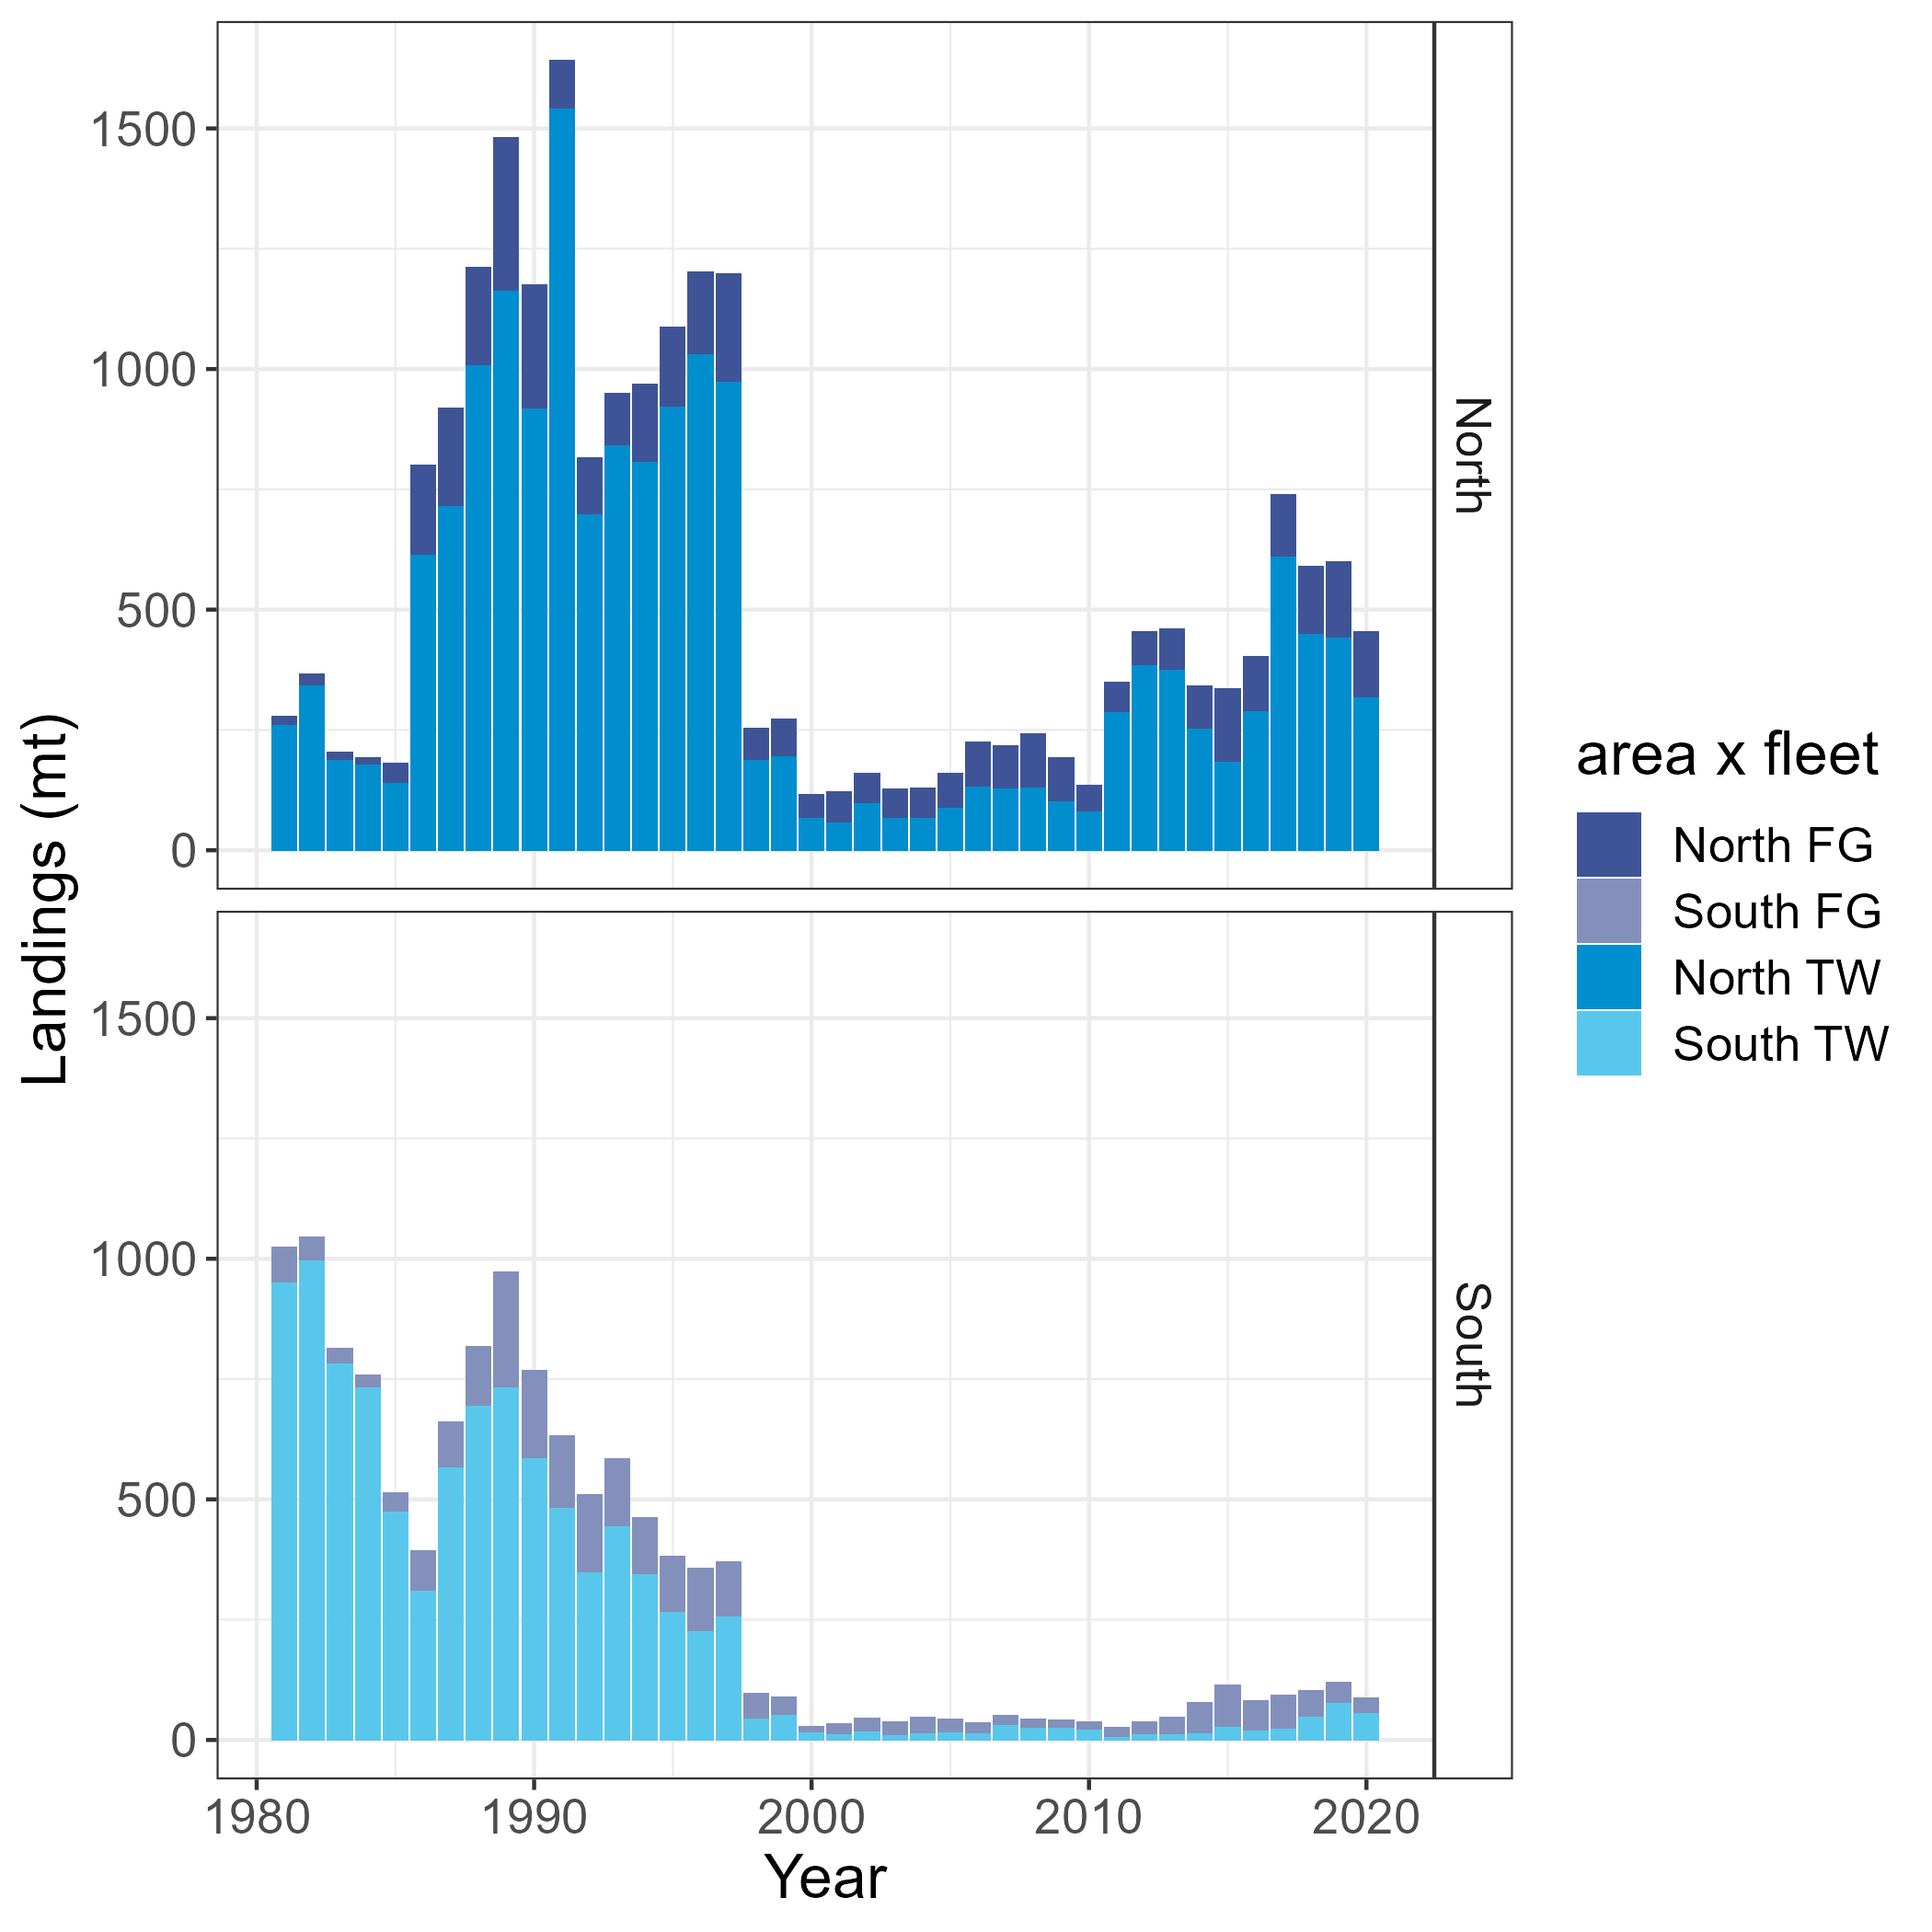 1500
1000
500
0
North
1500
1000
500
0
South
1980 1990 2000 2010 2020
Year
Landings (mt)
area x fleet
North FG
South FG
North TW
South TW